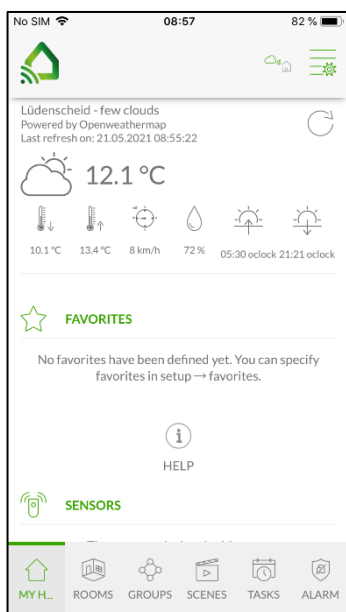 No SIM 08:57 82 %
Lüdenscheid - few clouds
Powered by Openweathermap
Last refresh on: 21.05.2021 08:55:22
12.1 °C
10.1 °C 13.4 °C 8 km/h 72 % 05:30 oclock 21:21 oclock
FAVORITES
No favorites have been defined yet. You can specify
favorites in setup → favorites.
HELP
SENSORS
MY H... ROOMS GROUPS SCENES TASKS ALARM